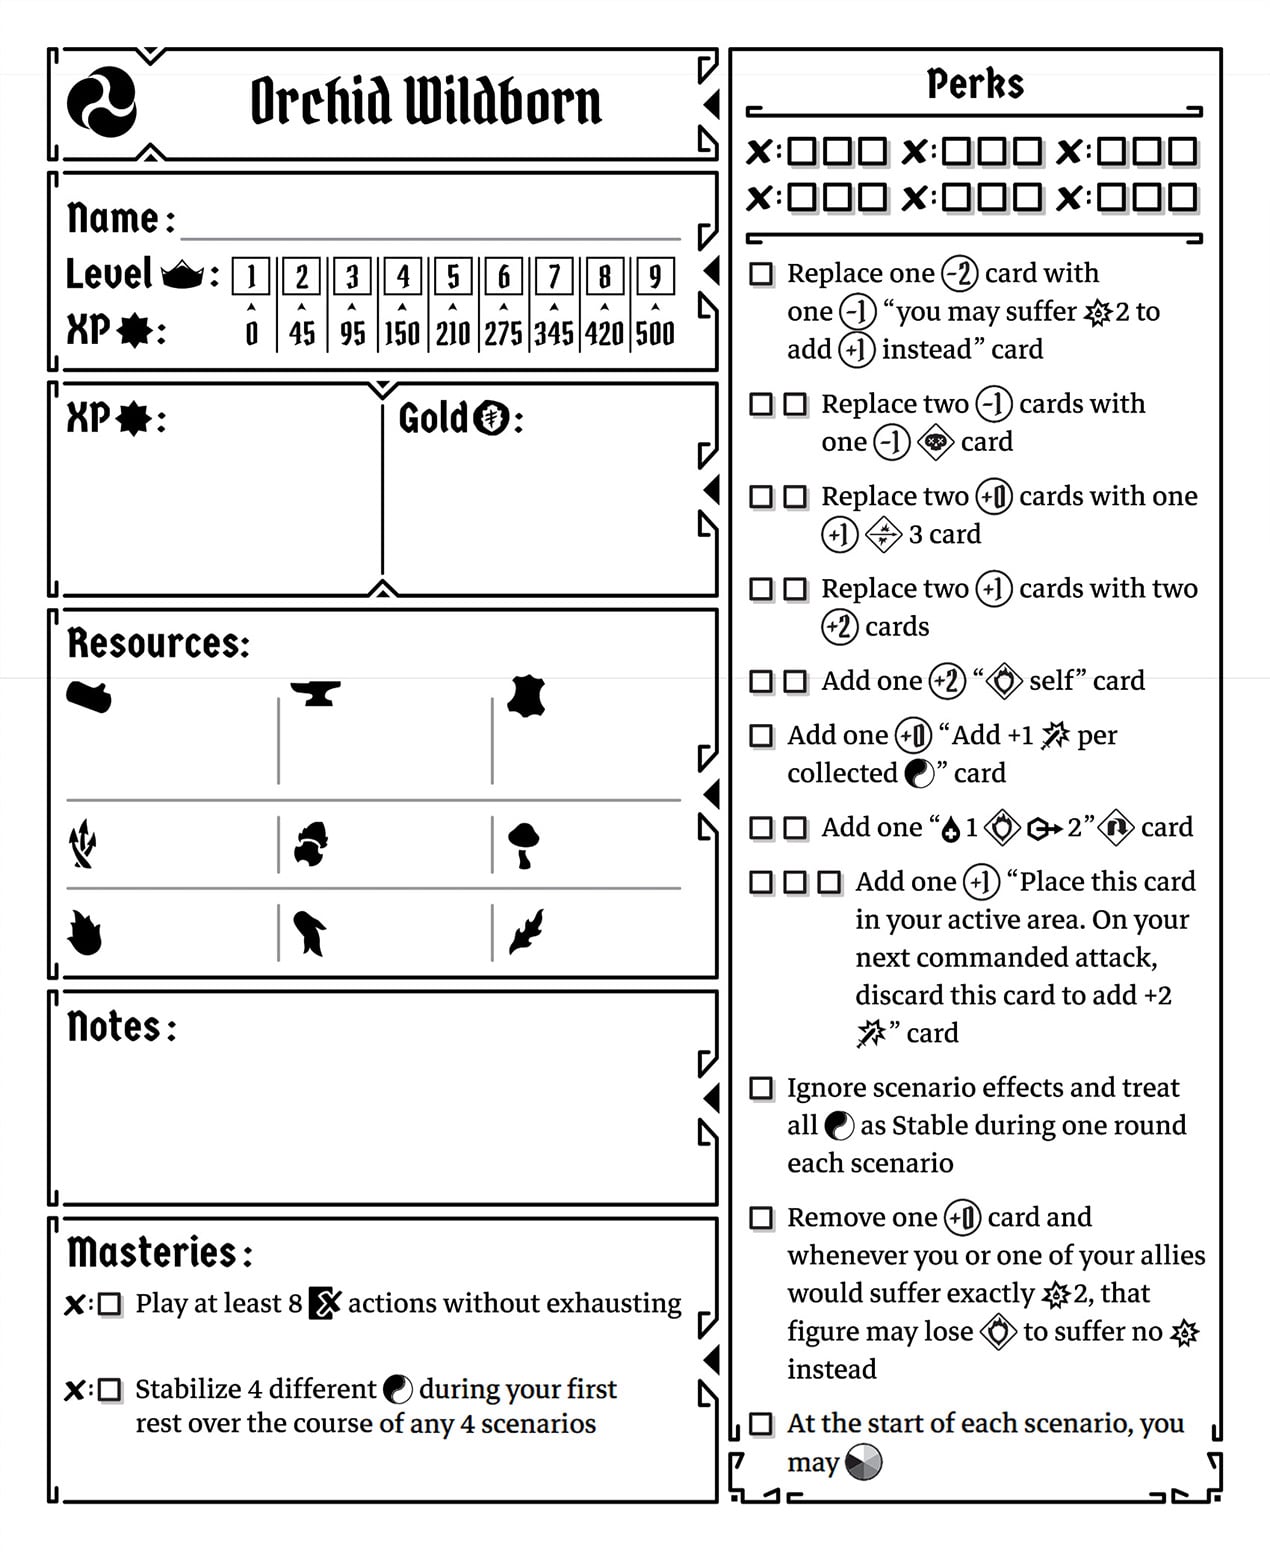 Orchid Wildborn
Name:
Level: 1 2 3 4 5 6 7 8 9
XP: 0 45 95 150 210 275 345 420 500
XP:
Gold:
Resources:
Notes:
Masteries:
Play at least 8 actions without exhausting
Stabilize 4 different during your first
rest over the course of any 4 scenarios
Perks
Replace one -2 card with
one -1 “you may suffer 2 to
add +1 instead” card
Replace two -1 cards with
one -1 card
Replace two +0 cards with one
+1 3 card
Replace two +1 cards with two
+2 cards
Add one +2 “ self” card
Add one +0 “Add +1 per
collected ” card
Add one “ 1 2” card
Add one +1 “Place this card
in your active area. On your
next commanded attack,
discard this card to add +2
” card
Ignore scenario effects and treat
all as Stable during one round
each scenario
Remove one +0 card and
whenever you or one of your allies
would suffer exactly 2, that
figure may lose to suffer no
instead
At the start of each scenario, you
may